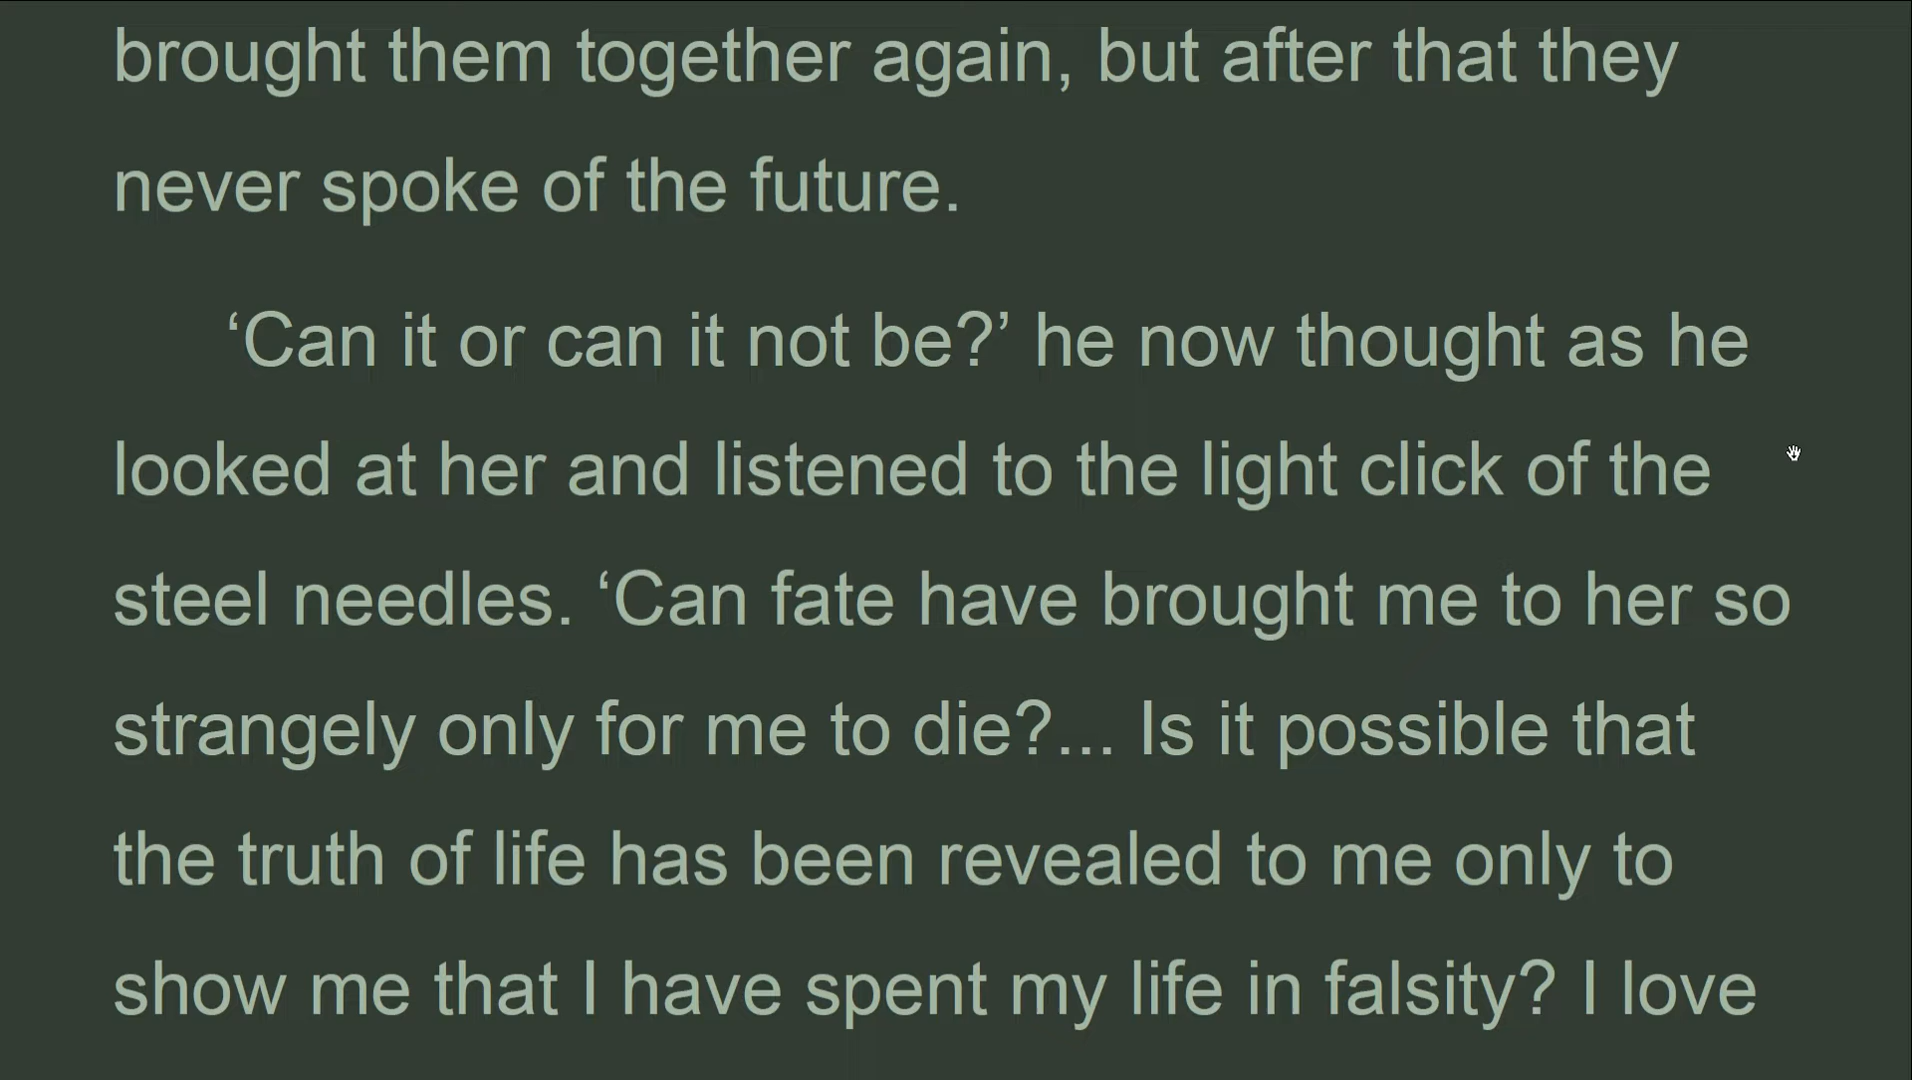 brought them together again, but after that they
never spoke of the future.
‘Can it or can it not be?’ he now thought as he
looked at her and listened to the light click of the
steel needles. ‘Can fate have brought me to her so
strangely only for me to die?... Is it possible that
the truth of life has been revealed to me only to
show me that I have spent my life in falsity? I love